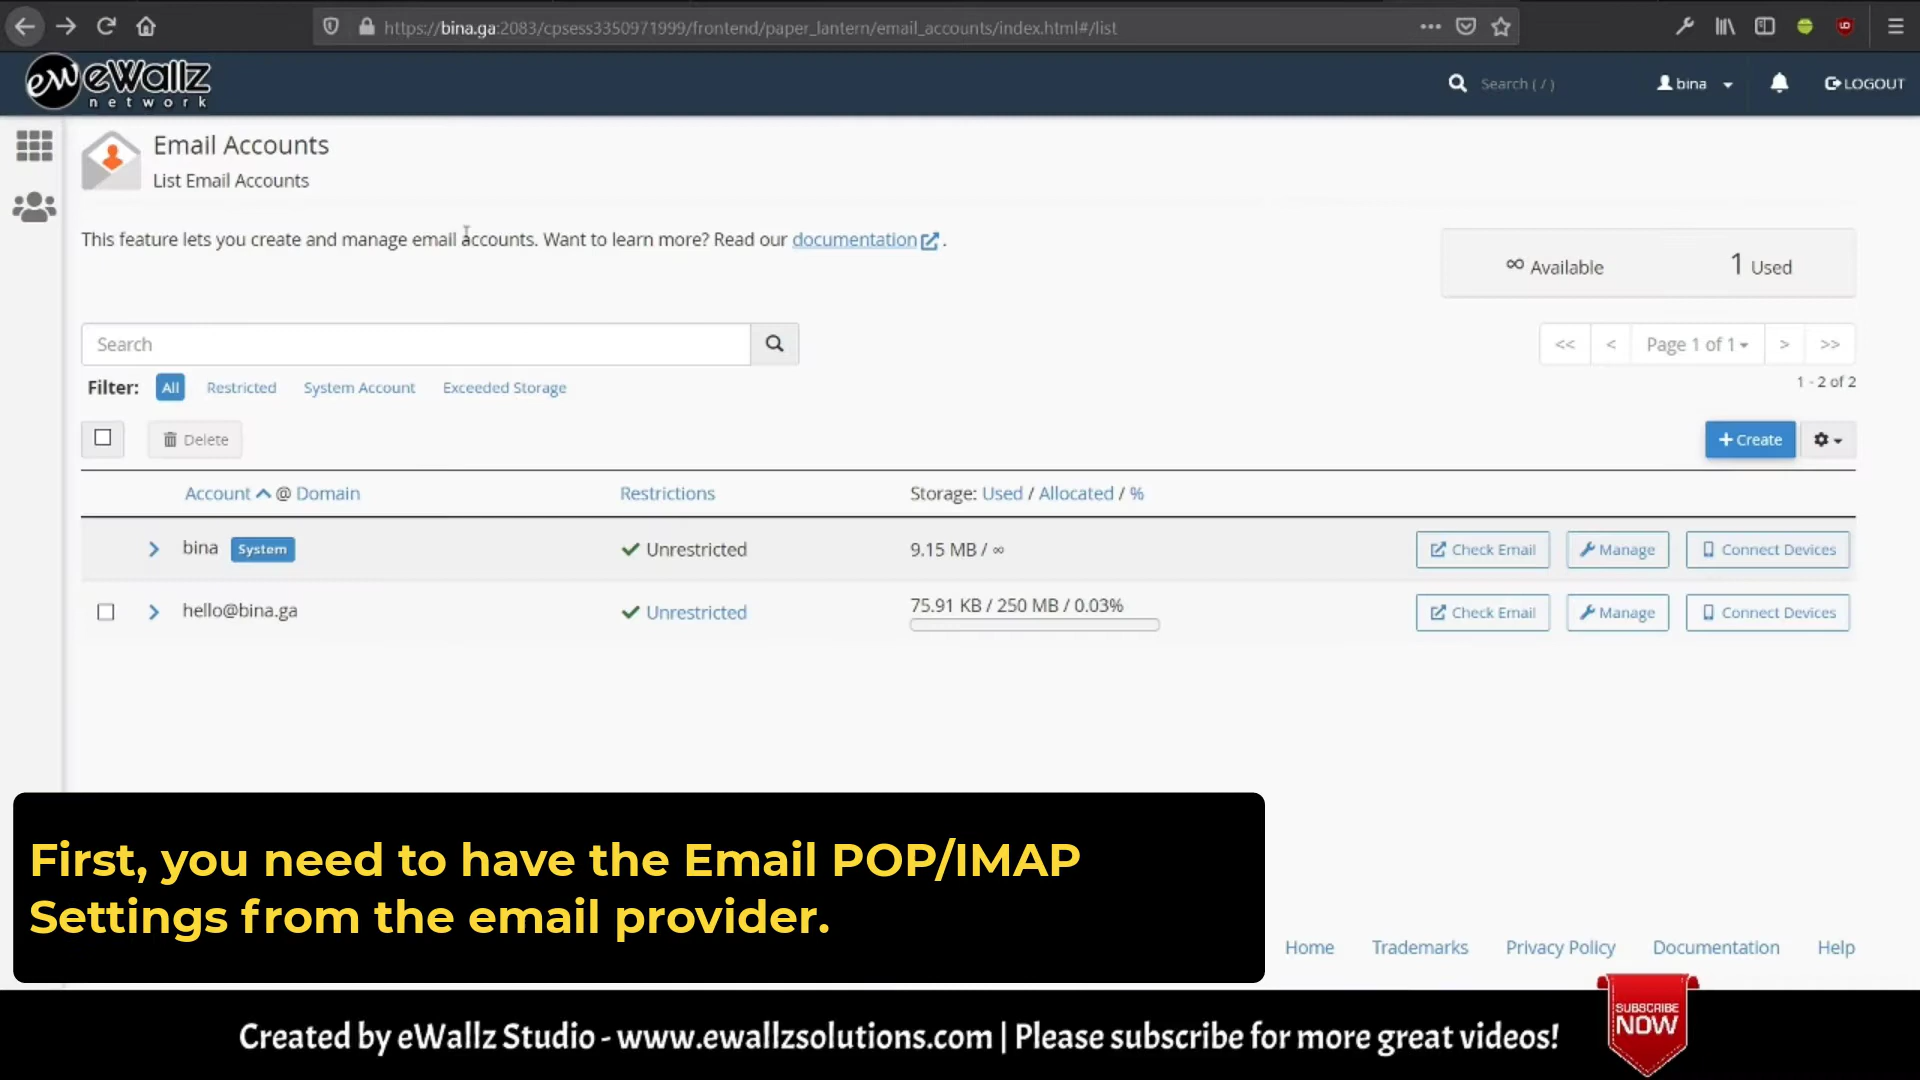 https://bina.ga:2083/cpsess3350971999/frontend/paper_lantern/email_accounts/index.html#/list
ew eWallz
network
Search ( / )
bina
LOGOUT
Email Accounts
List Email Accounts
This feature lets you create and manage email accounts. Want to learn more? Read our documentation .
∞ Available 1 Used
Search
<< < Page 1 of 1 > >>
Filter: All Restricted System Account Exceeded Storage
1 - 2 of 2
Delete
+ Create
Account @ Domain Restrictions Storage: Used / Allocated / %
bina System Unrestricted 9.15 MB / ∞ Check Email Manage Connect Devices
hello@bina.ga Unrestricted 75.91 KB / 250 MB / 0.03% Check Email Manage Connect Devices
First, you need to have the Email POP/IMAP
Settings from the email provider.
Home Trademarks Privacy Policy Documentation Help
Created by eWallz Studio - www.ewallzsolutions.com | Please subscribe for more great videos!
SUBSCRIBE
NOW